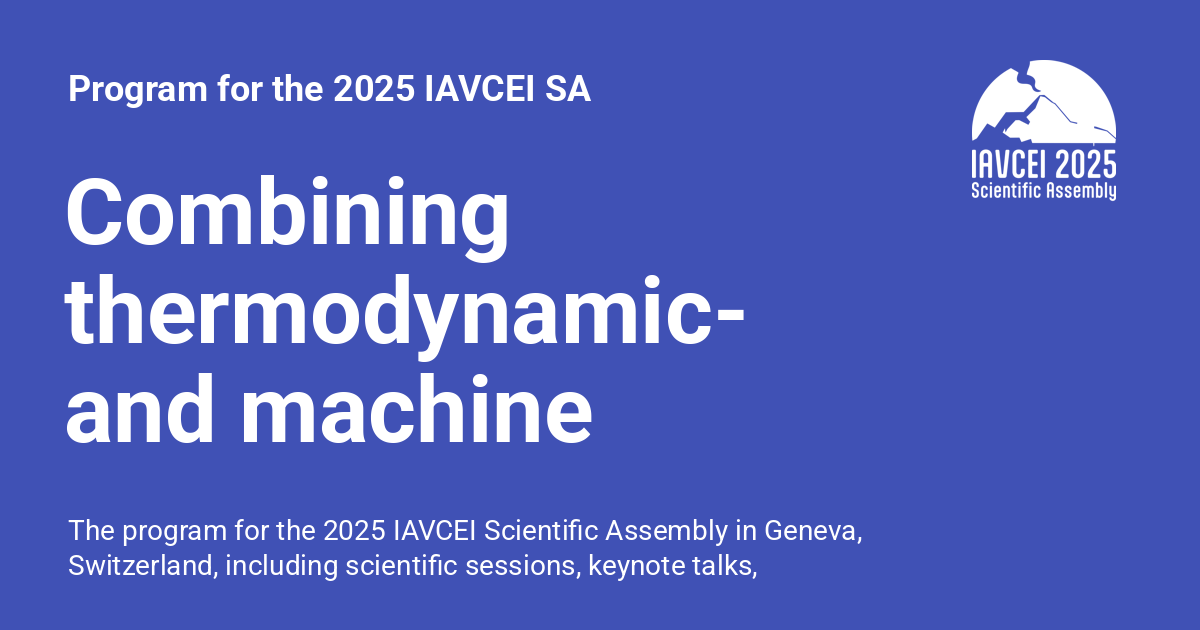 Program for the 2025 IAVCEI SA
IAVCEI 2025
Scientific Assembly
Combining
thermodynamic-
and machine
The program for the 2025 IAVCEI Scientific Assembly in Geneva,
Switzerland, including scientific sessions, keynote talks,